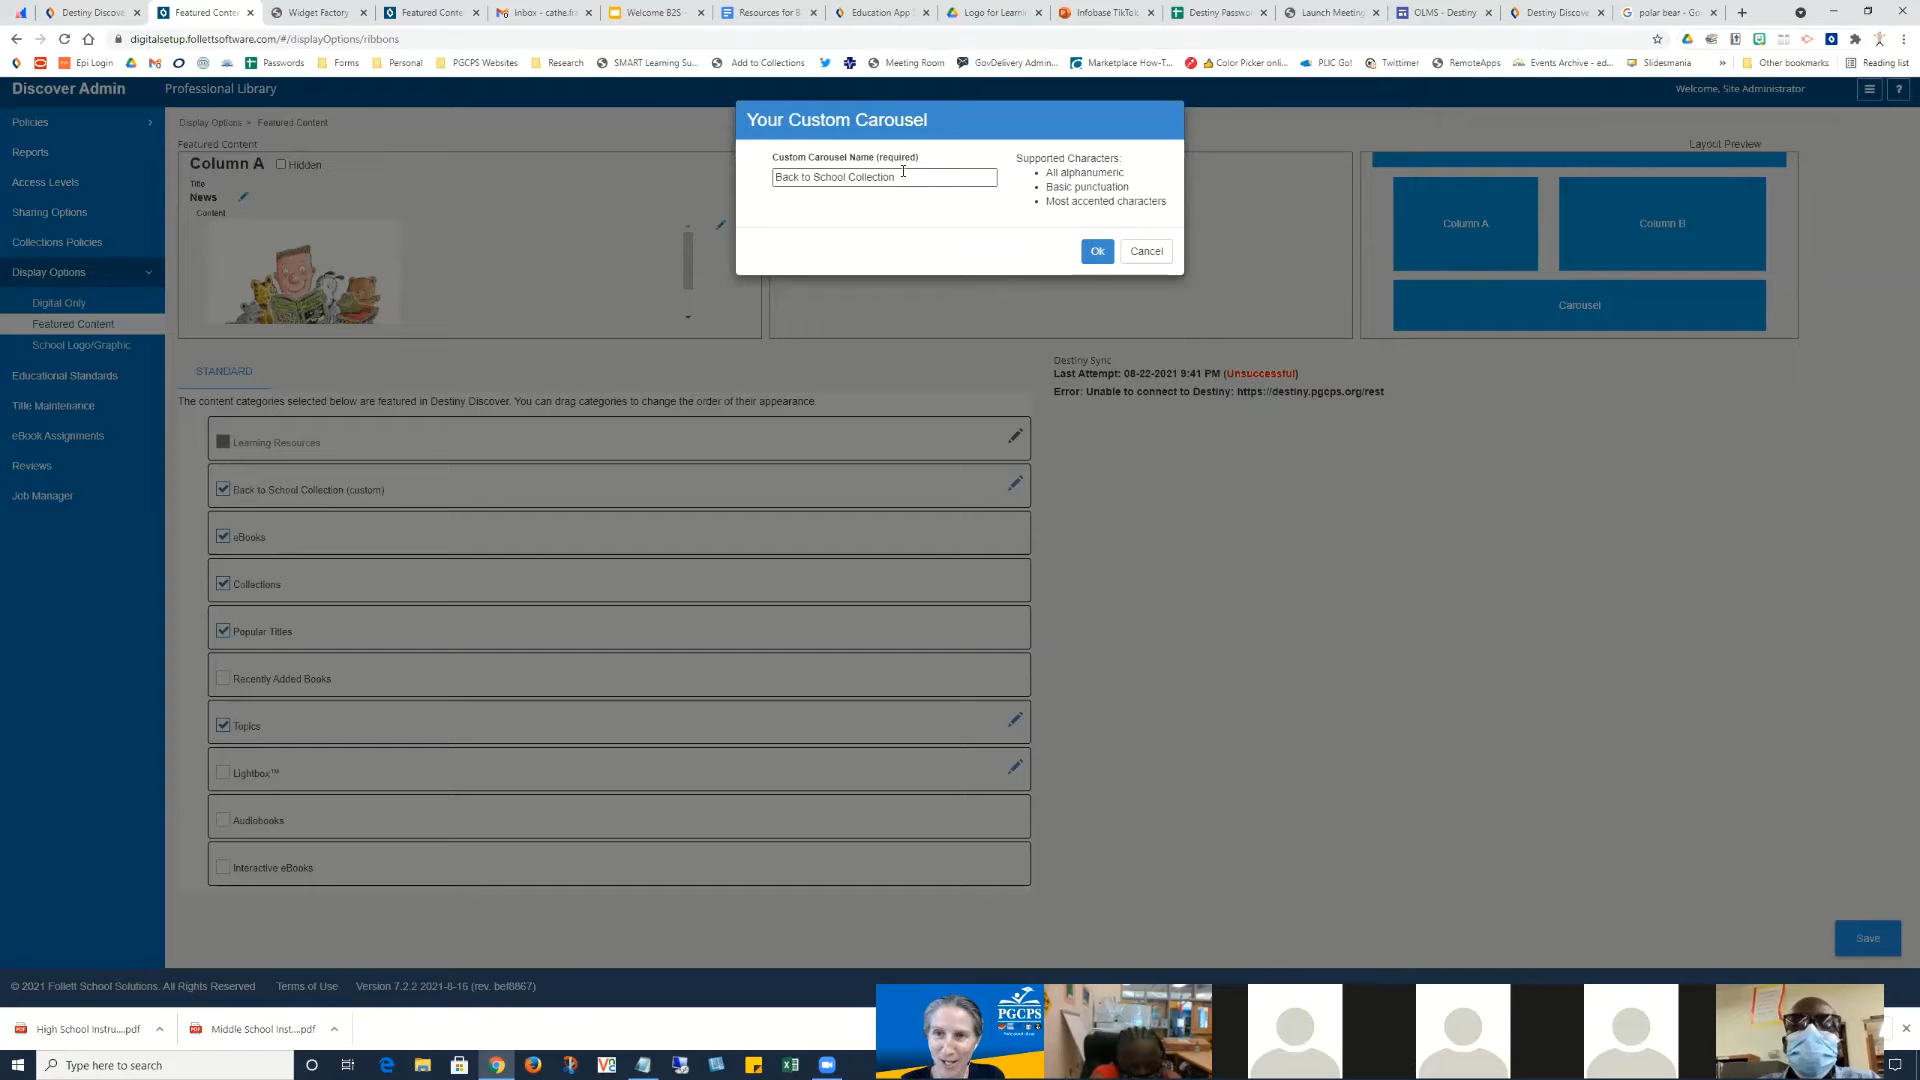 Destiny Discove
Featured Conte
Widget Factory
Featured Conte
Inbox - cathe.fra
Welcome B2S -
Resources for B
Education App
Logo for Learni
Infobase TikTok
Destiny Passwo
Launch Meeting
OLMS - Destiny
Destiny Discove
polar bear - Go
digitalsetup.follettsoftware.com/#/displayOptions/ribbons
Epi Login
Passwords
Forms
Personal
PGCPS Websites
Research
SMART Learning Su...
Add to Collections
Meeting Room
GovDelivery Admin...
Marketplace How-T...
Color Picker onli...
PLIC Go!
Twittimer
RemoteApps
Events Archive - ed...
Slidesmania
»
Other bookmarks
Reading list
Discover Admin
Professional Library
Welcome, Site Administrator
?
Policies
Reports
Access Levels
Sharing Options
Collections Policies
Display Options
Digital Only
Featured Content
School Logo/Graphic
Educational Standards
Title Maintenance
eBook Assignments
Reviews
Job Manager
Display Options > Featured Content
Featured Content
Column A
Hidden
Title
News
Content
Your Custom Carousel
Custom Carousel Name (required)
Back to School Collection
Supported Characters:
• All alphanumeric
• Basic punctuation
• Most accented characters
Ok
Cancel
Layout Preview
Column A
Column B
Carousel
STANDARD
The content categories selected below are featured in Destiny Discover. You can drag categories to change the order of their appearance.
Learning Resources
Back to School Collection (custom)
eBooks
Collections
Popular Titles
Recently Added Books
Topics
Lightbox™
Audiobooks
Interactive eBooks
Destiny Sync
Last Attempt: 08-22-2021 9:41 PM (Unsuccessful)
Error: Unable to connect to Destiny: https://destiny.pgcps.org/rest
Save
© 2021 Follett School Solutions. All Rights Reserved
Terms of Use
Version 7.2.2 2021-8-16 (rev. bef8867)
High School Instru....pdf
Middle School Inst....pdf
PGCPS
Type here to search